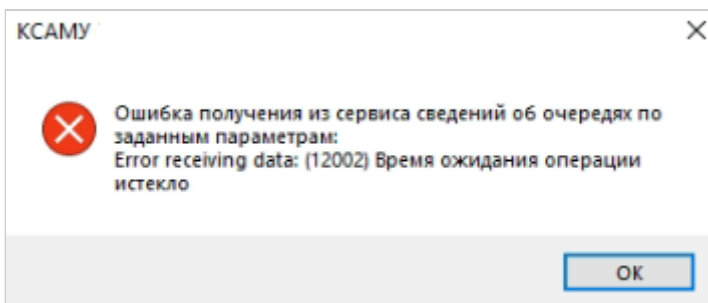 КСАМУ
Ошибка получения из сервиса сведений об очередях по
заданным параметрам:
Error receiving data: (12002) Время ожидания операции
истекло
ОК